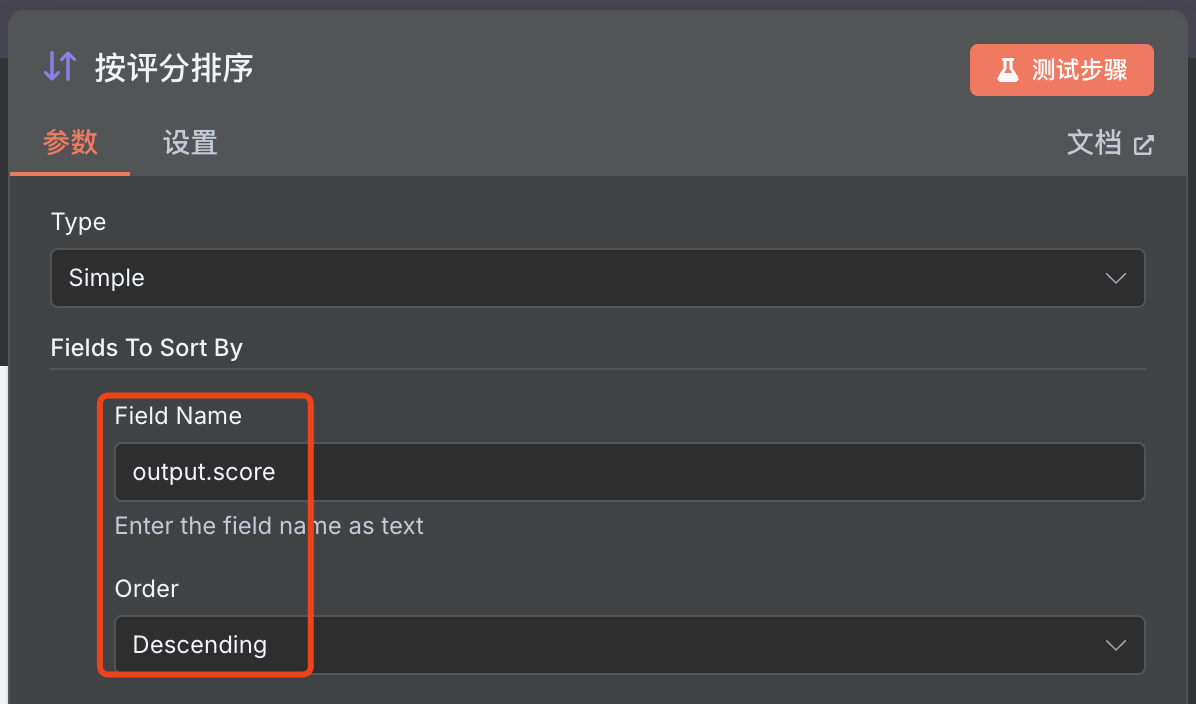 按评分排序
测试步骤
参数
设置
文档
Type
Simple
Fields To Sort By
Field Name
output.score
Enter the field name as text
Order
Descending